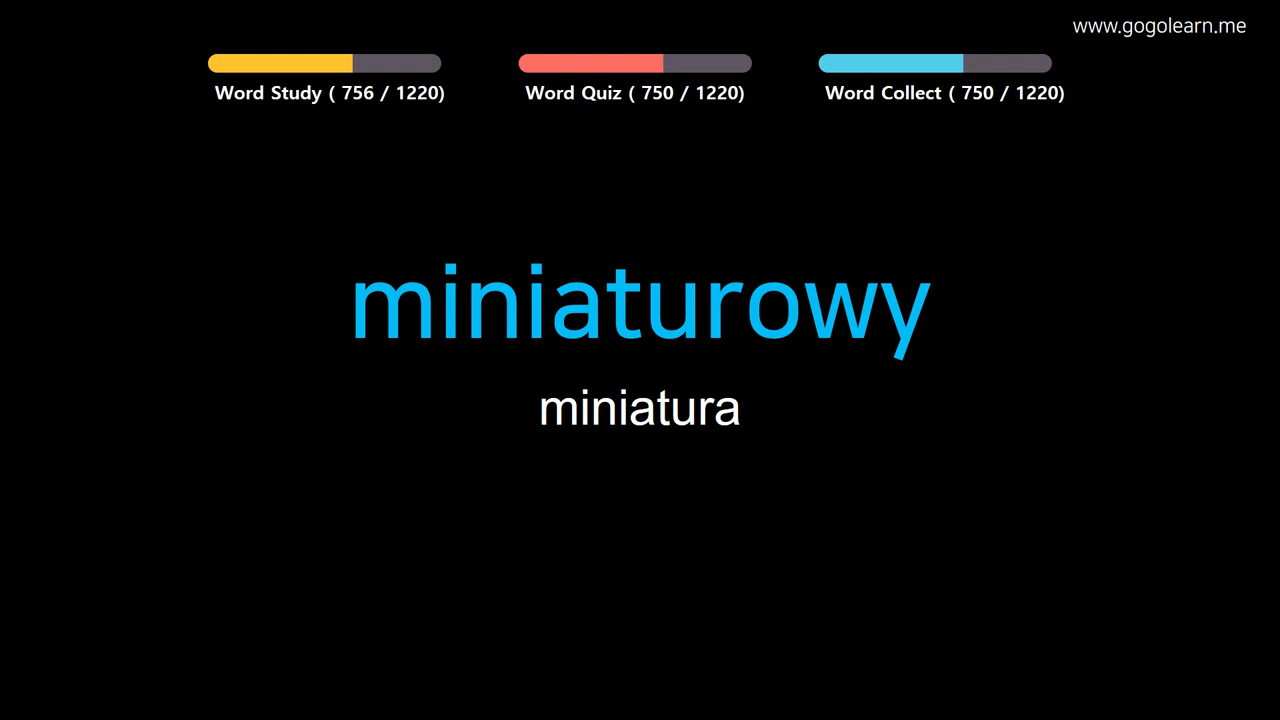 www.gogolearn.me
Word Study ( 756 / 1220)
Word Quiz ( 750 / 1220)
Word Collect ( 750 / 1220)
miniaturowy
miniatura